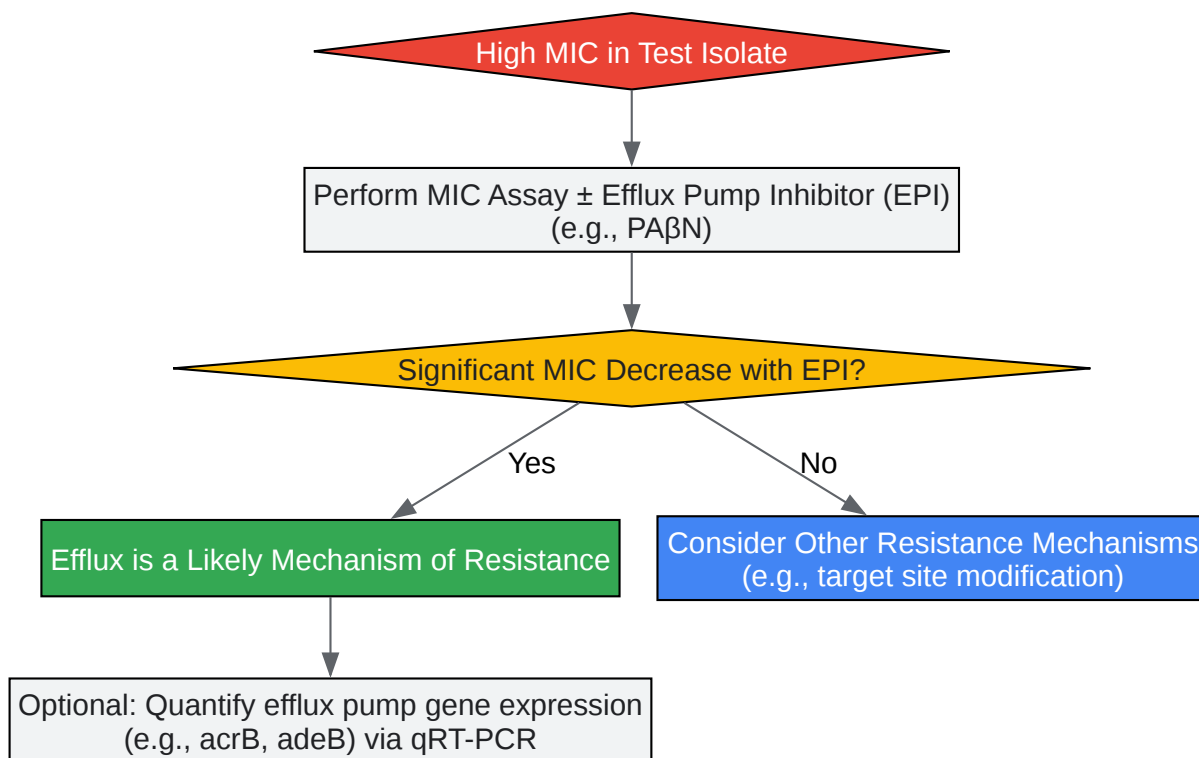 High MIC in Test Isolate
Perform MIC Assay ± Efflux Pump Inhibitor (EPI)
(e.g., PAβN)
Significant MIC Decrease with EPI?
Yes
No
Efflux is a Likely Mechanism of Resistance
Consider Other Resistance Mechanisms
(e.g., target site modification)
Optional: Quantify efflux pump gene expression
(e.g., acrB, adeB) via qRT-PCR